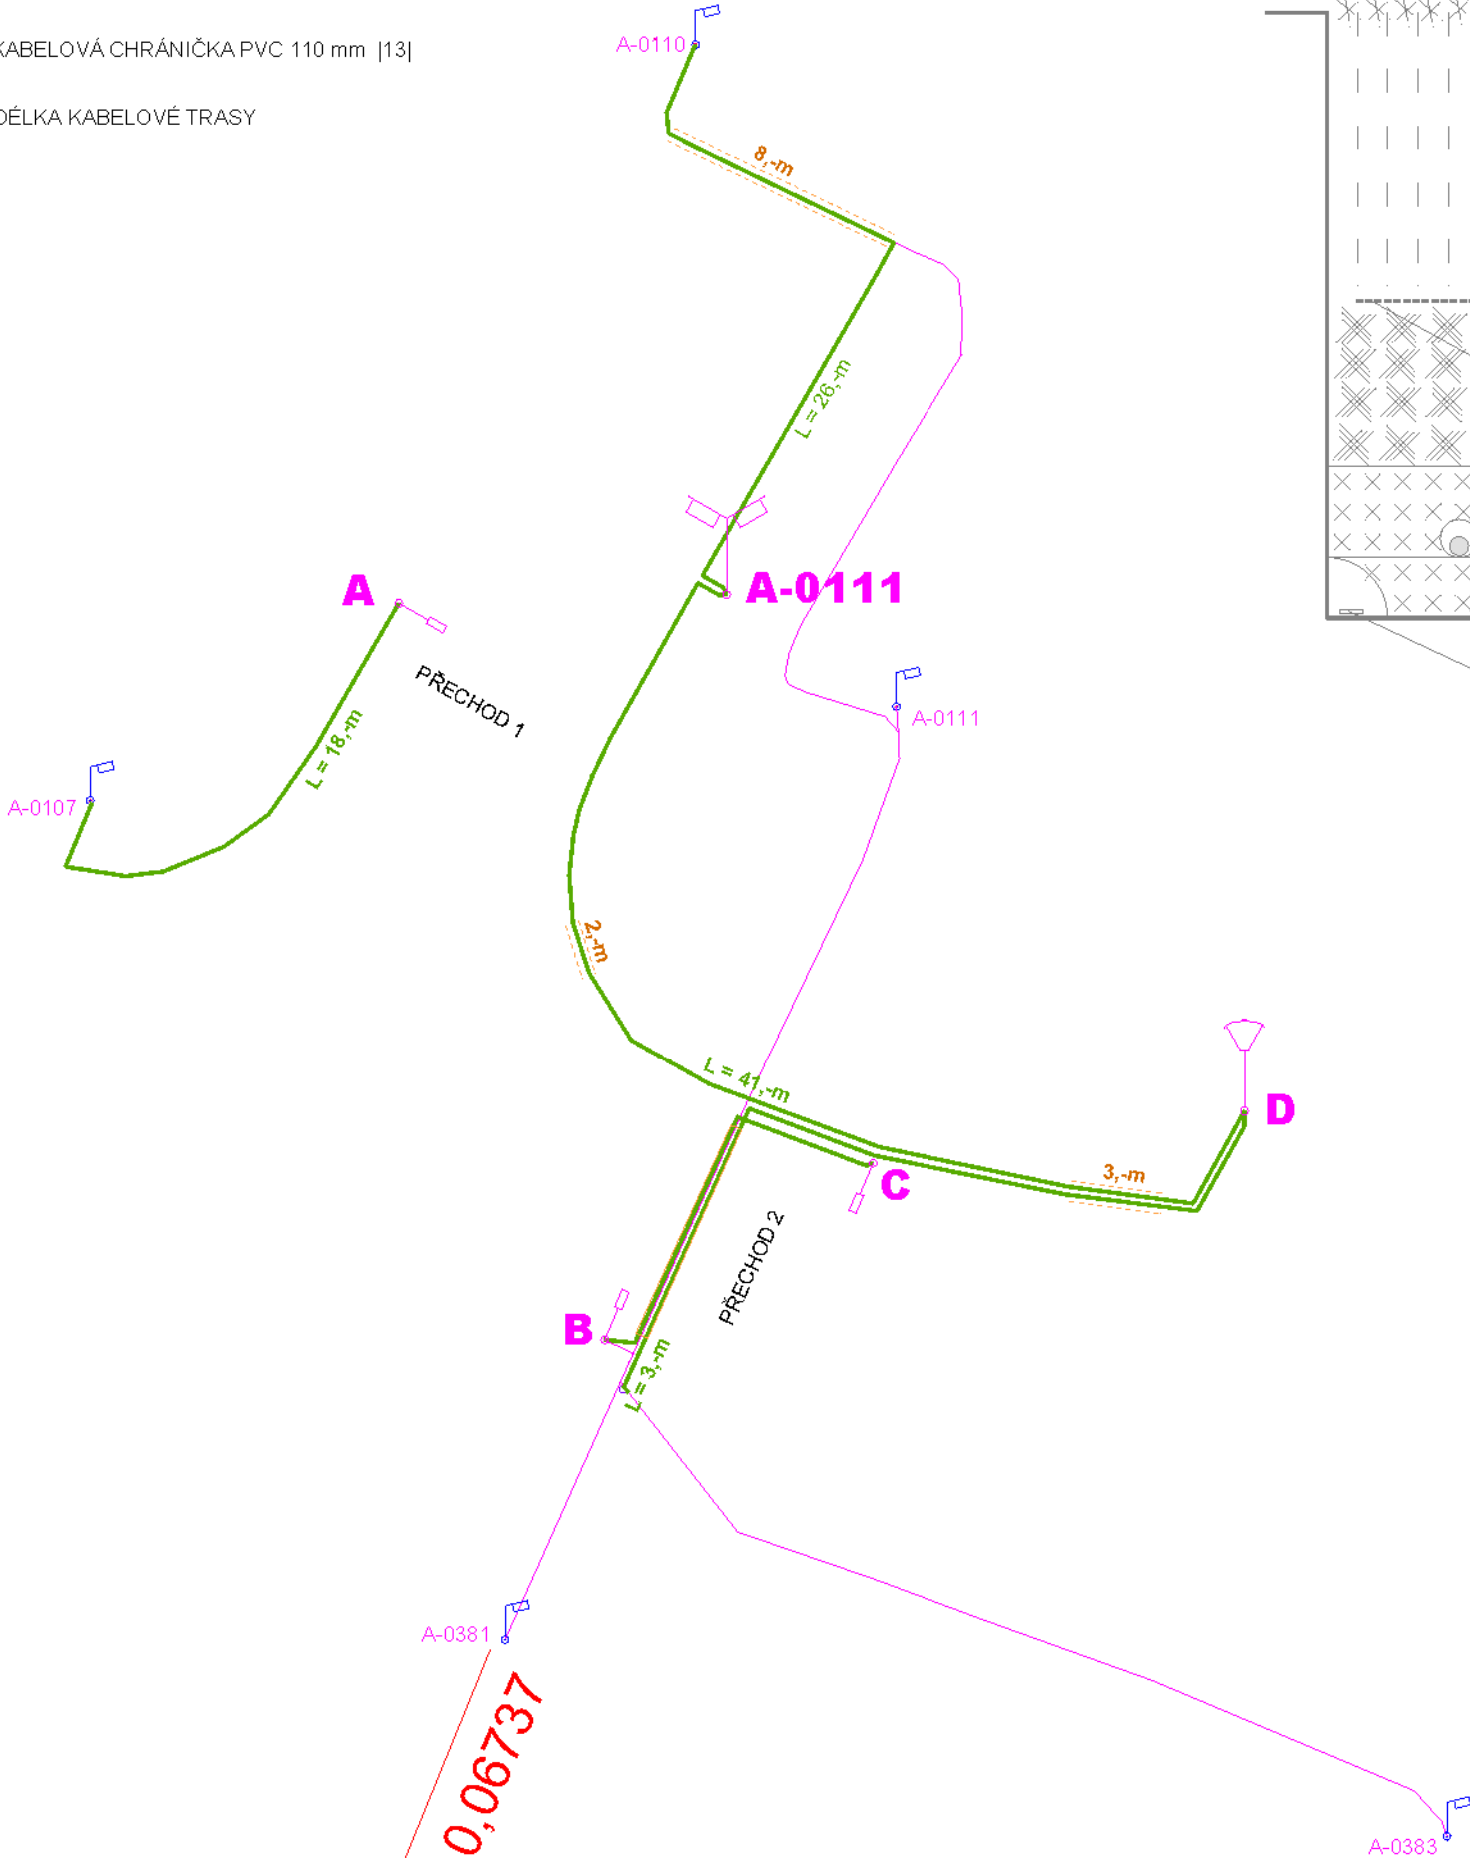 A-0110
KABELOVÁ CHRÁNIČKA PVC 110 mm |13|
DÉLKA KABELOVÉ TRASY
8,-m
L = 26,-m
A
A-0111
PŘECHOD 1
A-0111
L = 18,-m
A-0107
2,-m
L = 41,-m
D
3,-m
C
PŘECHOD 2
B
L = 3,-m
A-0381
0,06737
A-0383